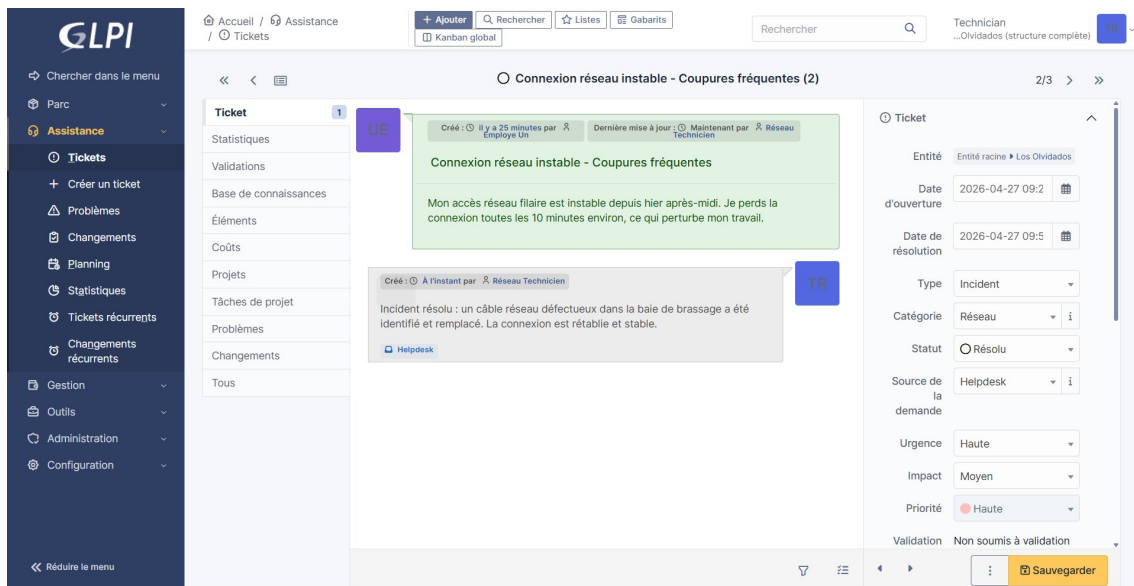 GLPI
Chercher dans le menu
Parc
Assistance
Tickets
Créer un ticket
Problèmes
Changements
Planning
Statistiques
Tickets récurrents
Changements
récurrents
Gestion
Outils
Administration
Configuration
Réduire le menu
Accueil / Assistance
/ Tickets
+ Ajouter Rechercher Listes Gabarits
Kanban global
Rechercher
Technician
...Olvidados (structure complète)
TR
Connexion réseau instable - Coupures fréquentes (2)
2/3
Ticket 1
Statistiques
Validations
Base de connaissances
Éléments
Coûts
Projets
Tâches de projet
Problèmes
Changements
Tous
UE
Créé : il y a 25 minutes par Employe Un
Dernière mise à jour : Maintenant par Réseau Technicien
Connexion réseau instable - Coupures fréquentes
Mon accès réseau filaire est instable depuis hier après-midi. Je perds la
connexion toutes les 10 minutes environ, ce qui perturbe mon travail.
Créé : À l'instant par Réseau Technicien
TR
Incident résolu : un câble réseau défectueux dans la baie de brassage a été
identifié et remplacé. La connexion est rétablie et stable.
Helpdesk
Ticket
Entité Entité racine Los Olvidados
Date d'ouverture 2026-04-27 09:2
Date de résolution 2026-04-27 09:5
Type Incident
Catégorie Réseau i
Statut Résolu
Source de la demande Helpdesk i
Urgence Haute
Impact Moyen
Priorité Haute
Validation Non soumis à validation
Sauvegarder